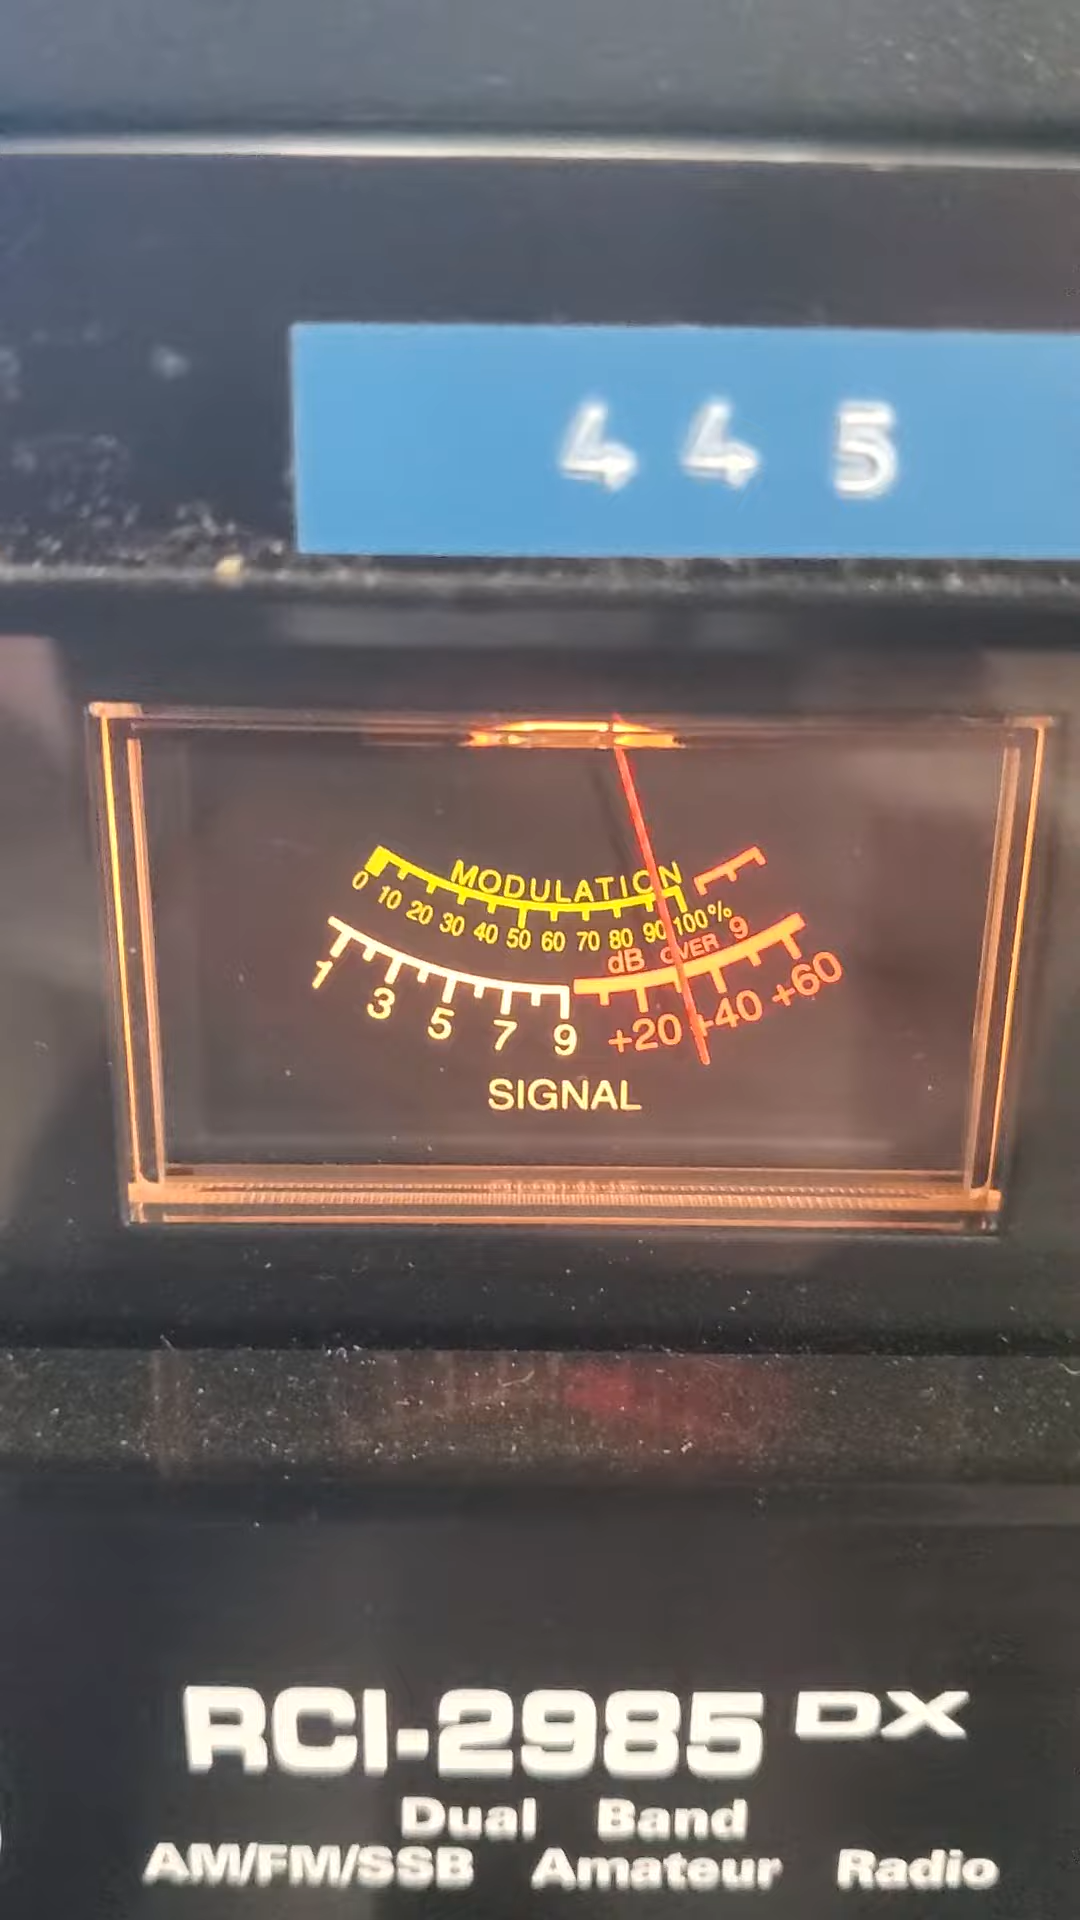 445
MODULATION
0 10 20 30 40 50 60 70 80 90 100%
dB OVER 9
1 3 5 7 9 +20 +40 +60
SIGNAL
RCI-2985 DX
Dual Band
AM/FM/SSB Amateur Radio